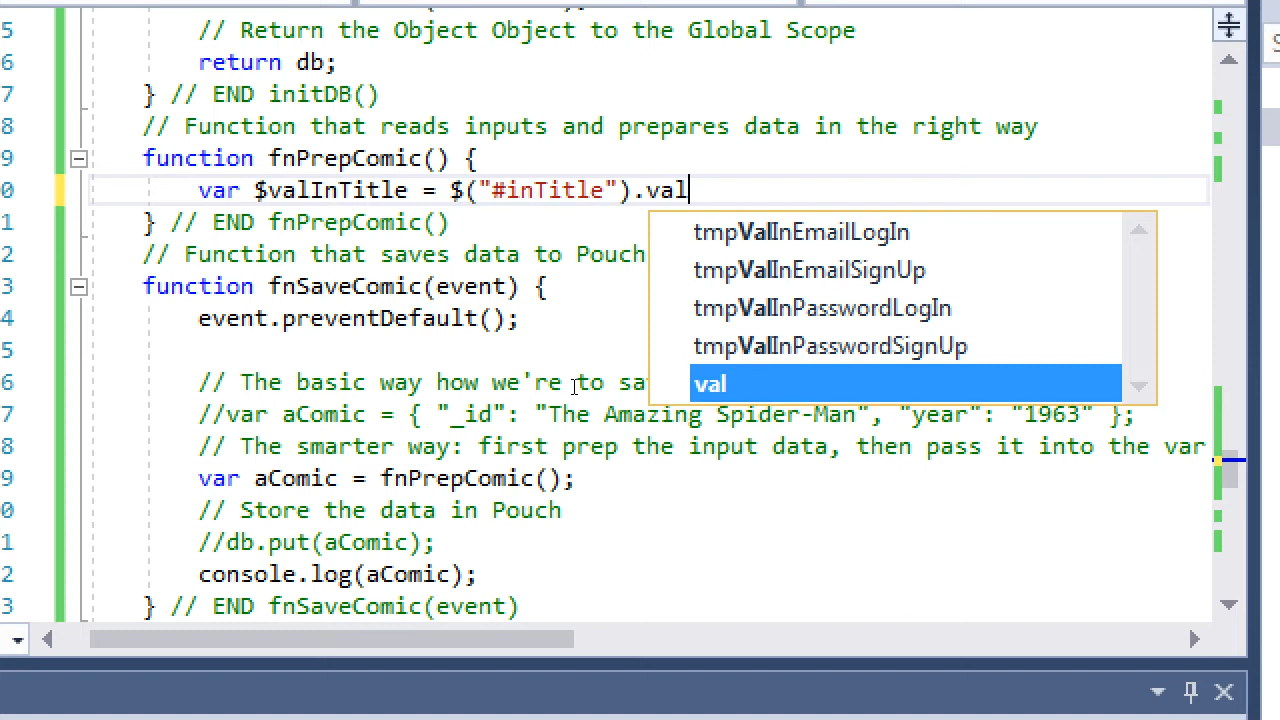 5 // Return the Object Object to the Global Scope
6 return db;
7 } // END initDB()
8 // Function that reads inputs and prepares data in the right way
9 function fnPrepComic() {
0 var $valInTitle = $("#inTitle").val
1 } // END fnPrepComic()
tmpValInEmailLogIn
2 // Function that saves data to Pouch
tmpValInEmailSignUp
3 function fnSaveComic(event) {
tmpValInPasswordLogIn
4 event.preventDefault();
tmpValInPasswordSignUp
5
val
6 // The basic way how we're to sa
7 //var aComic = { "_id": "The Amazing Spider-Man", "year": "1963" };
8 // The smarter way: first prep the input data, then pass it into the var
9 var aComic = fnPrepComic();
0 // Store the data in Pouch
1 //db.put(aComic);
2 console.log(aComic);
3 } // END fnSaveComic(event)